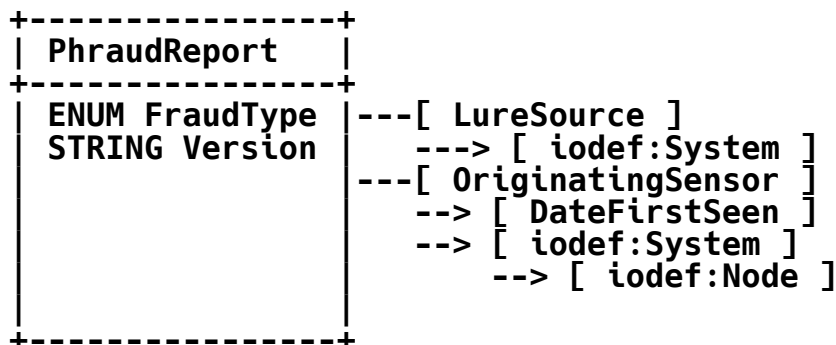 +----------------+
| PhraudReport   |
+----------------+
| ENUM FraudType |---[ LureSource ]
| STRING Version |   ---> [ iodef:System ]
|                |---[ OriginatingSensor ]
|                |   --> [ DateFirstSeen ]
|                |   --> [ iodef:System ]
|                |       --> [ iodef:Node ]
|                |
+----------------+